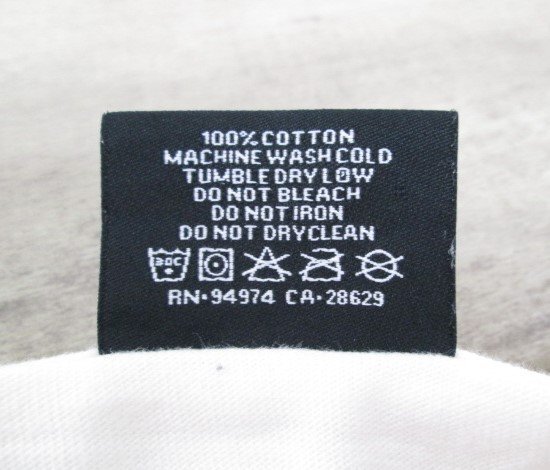 100% COTTON
MACHINE WASH COLD
TUMBLE DRY LOW
DO NOT BLEACH
DO NOT IRON
DO NOT DRYCLEAN
30C
RN·94974 CA·28629